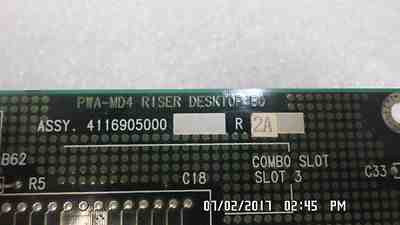 PWA-MD4 RISER DESKTOP BD
ASSY. 4116905000 R 2A
B62
COMBO SLOT
SLOT 3
C33
R5
C18
07/02/2017 02:45 PM